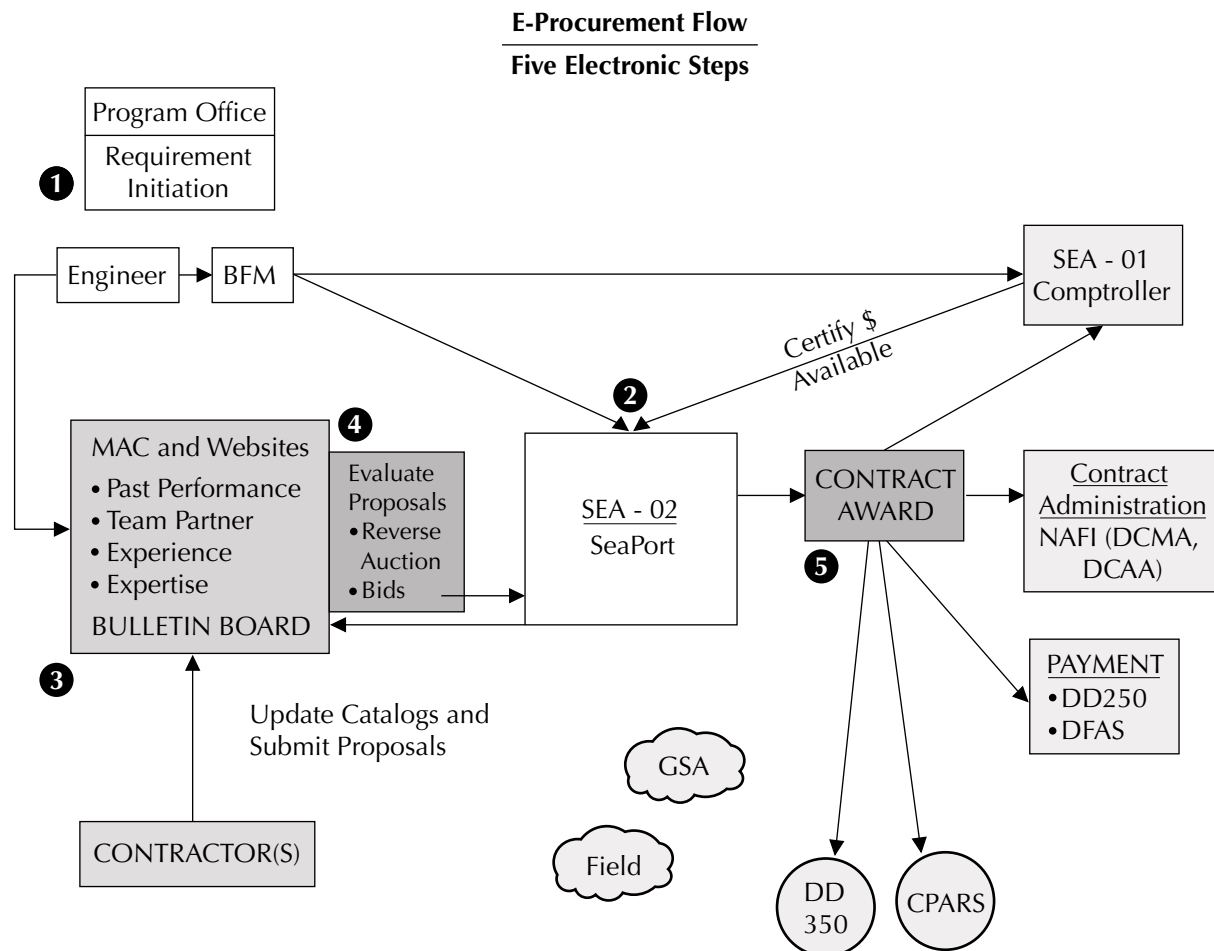 E-Procurement Flow
Five Electronic Steps
Program Office
Requirement
Initiation
1
Engineer
BFM
SEA - 01
Comptroller
Certify $
Available
2
MAC and Websites
• Past Performance
• Team Partner
• Experience
• Expertise
BULLETIN BOARD
3
4
Evaluate
Proposals
•Reverse
Auction
•Bids
SEA - 02
SeaPort
CONTRACT
AWARD
5
Contract
Administration
NAFI (DCMA,
DCAA)
PAYMENT
•DD250
•DFAS
Update Catalogs and
Submit Proposals
CONTRACTOR(S)
GSA
Field
DD
350
CPARS